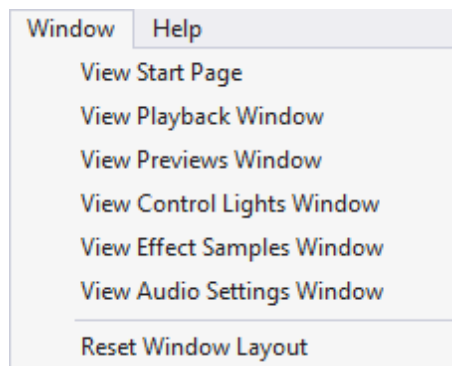 Window Help
View Start Page
View Playback Window
View Previews Window
View Control Lights Window
View Effect Samples Window
View Audio Settings Window
Reset Window Layout